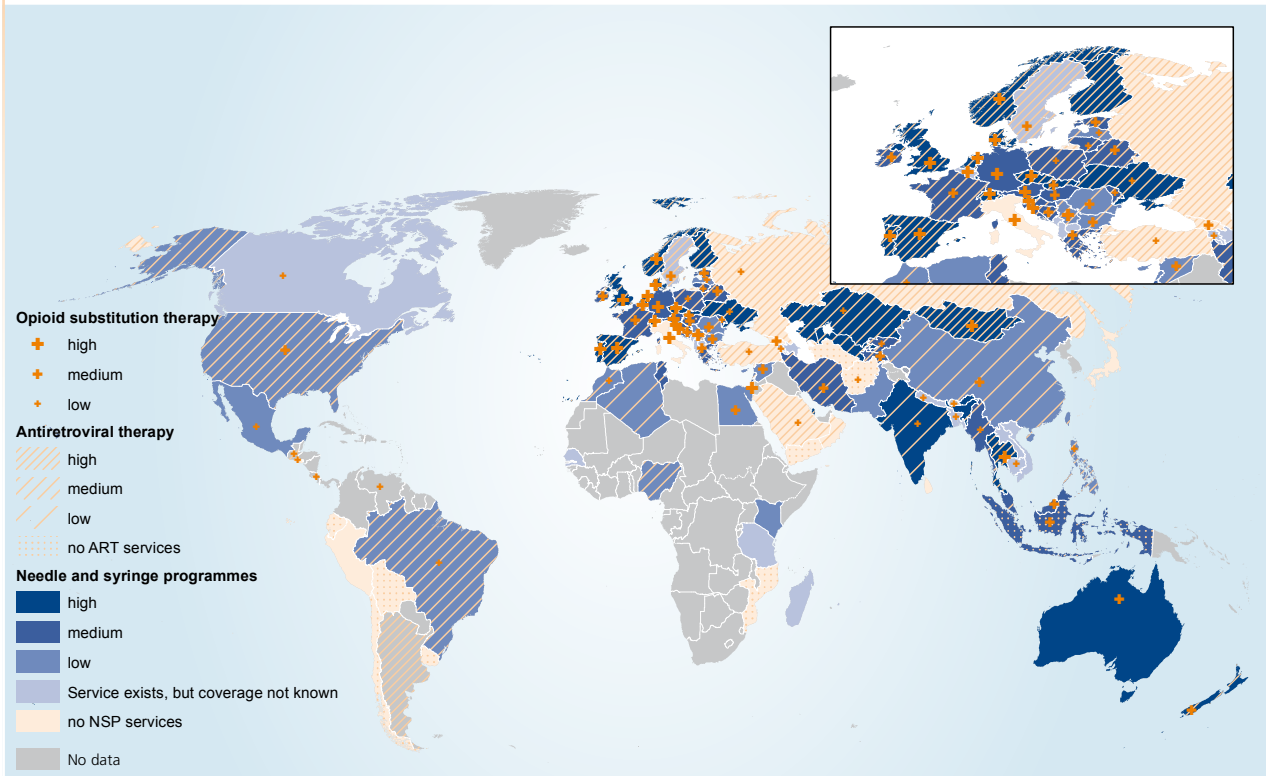 Opioid substitution therapy
high
medium
low
Antiretroviral therapy
high
medium
low
no ART services
Needle and syringe programmes
high
medium
low
Service exists, but coverage not known
no NSP services
No data